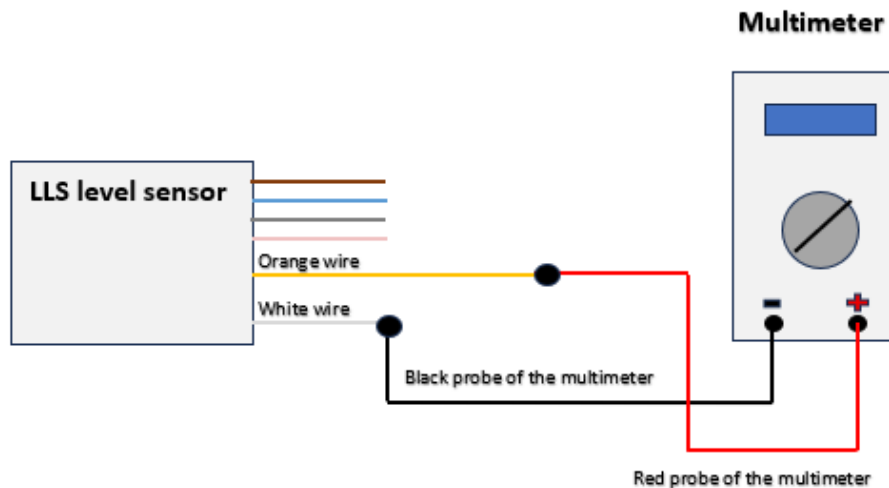 Multimeter
LLS level sensor
Orange wire
White wire
Black probe of the multimeter
Red probe of the multimeter